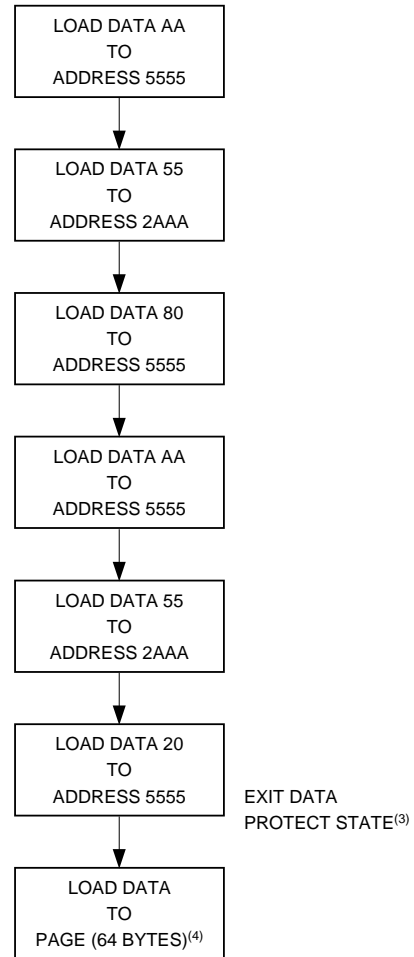 LOAD DATA AA
TO
ADDRESS 5555
LOAD DATA 55
TO
ADDRESS 2AAA
LOAD DATA 80
TO
ADDRESS 5555
LOAD DATA AA
TO
ADDRESS 5555
LOAD DATA 55
TO
ADDRESS 2AAA
LOAD DATA 20
TO
ADDRESS 5555
EXIT DATA
PROTECT STATE(3)
LOAD DATA
TO
PAGE (64 BYTES)(4)